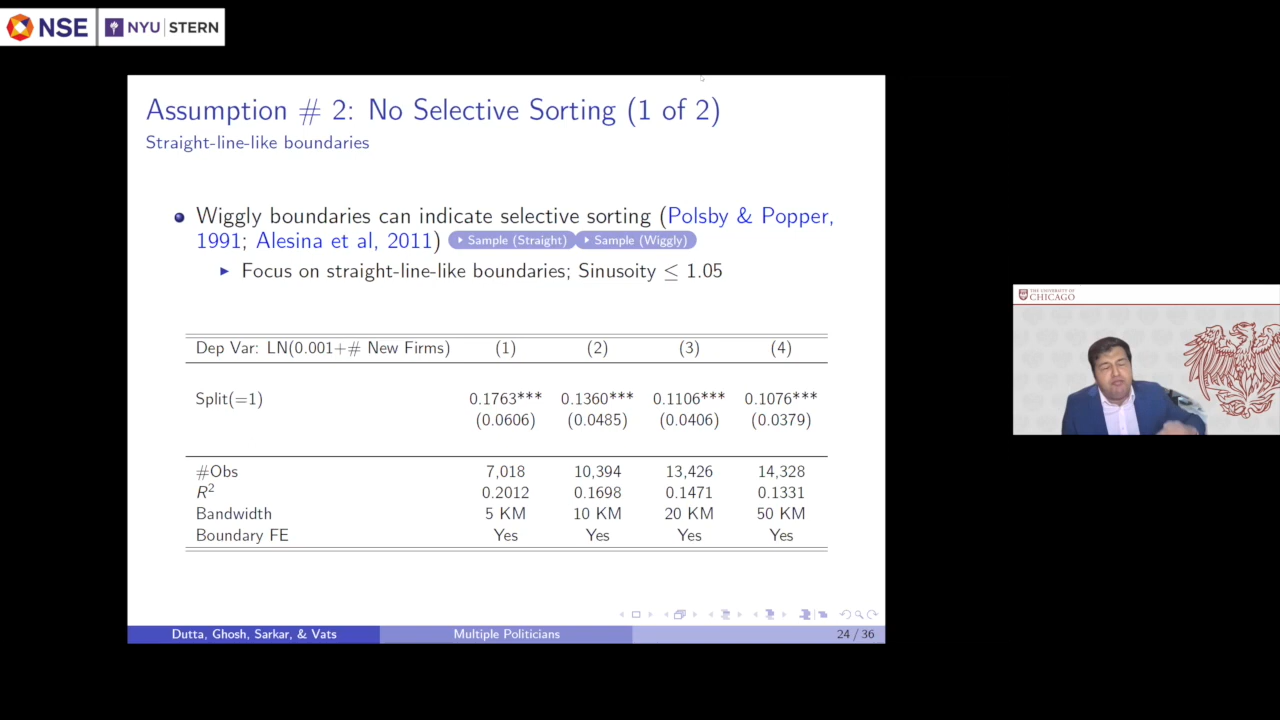 NSE NYU STERN
Assumption # 2: No Selective Sorting (1 of 2)
Straight-line-like boundaries
Wiggly boundaries can indicate selective sorting (Polsby & Popper,
1991; Alesina et al, 2011) Sample (Straight) Sample (Wiggly)
Focus on straight-line-like boundaries; Sinusoity ≤ 1.05
Dep Var: LN(0.001+# New Firms) (1) (2) (3) (4)
Split(=1) 0.1763*** 0.1360*** 0.1106*** 0.1076***
(0.0606) (0.0485) (0.0406) (0.0379)
#Obs 7,018 10,394 13,426 14,328
R² 0.2012 0.1698 0.1471 0.1331
Bandwidth 5 KM 10 KM 20 KM 50 KM
Boundary FE Yes Yes Yes Yes
Dutta, Ghosh, Sarkar, & Vats Multiple Politicians 24 / 36
THE UNIVERSITY OF
CHICAGO